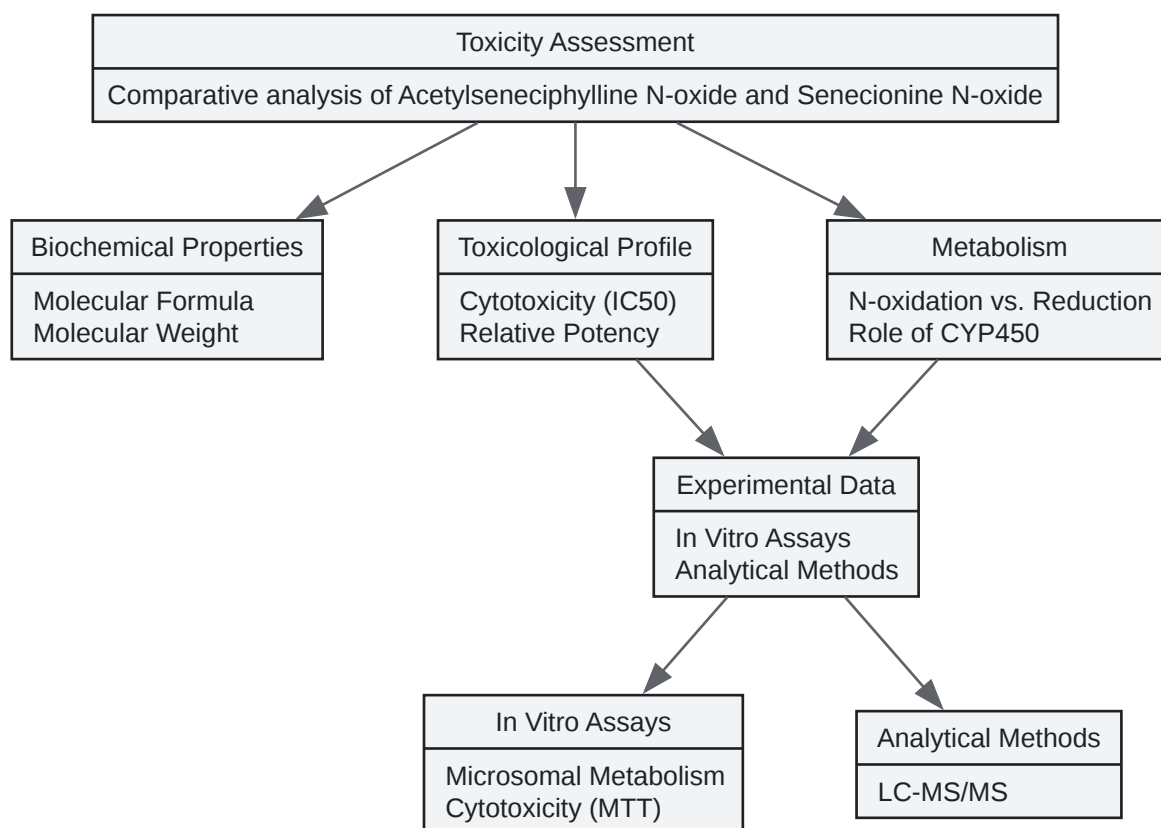 Toxicity Assessment
Comparative analysis of Acetylseneciphylline N-oxide and Senecionine N-oxide
Biochemical Properties
Molecular Formula
Molecular Weight
Toxicological Profile
Cytotoxicity (IC50)
Relative Potency
Metabolism
N-oxidation vs. Reduction
Role of CYP450
Experimental Data
In Vitro Assays
Analytical Methods
In Vitro Assays
Microsomal Metabolism
Cytotoxicity (MTT)
Analytical Methods
LC-MS/MS